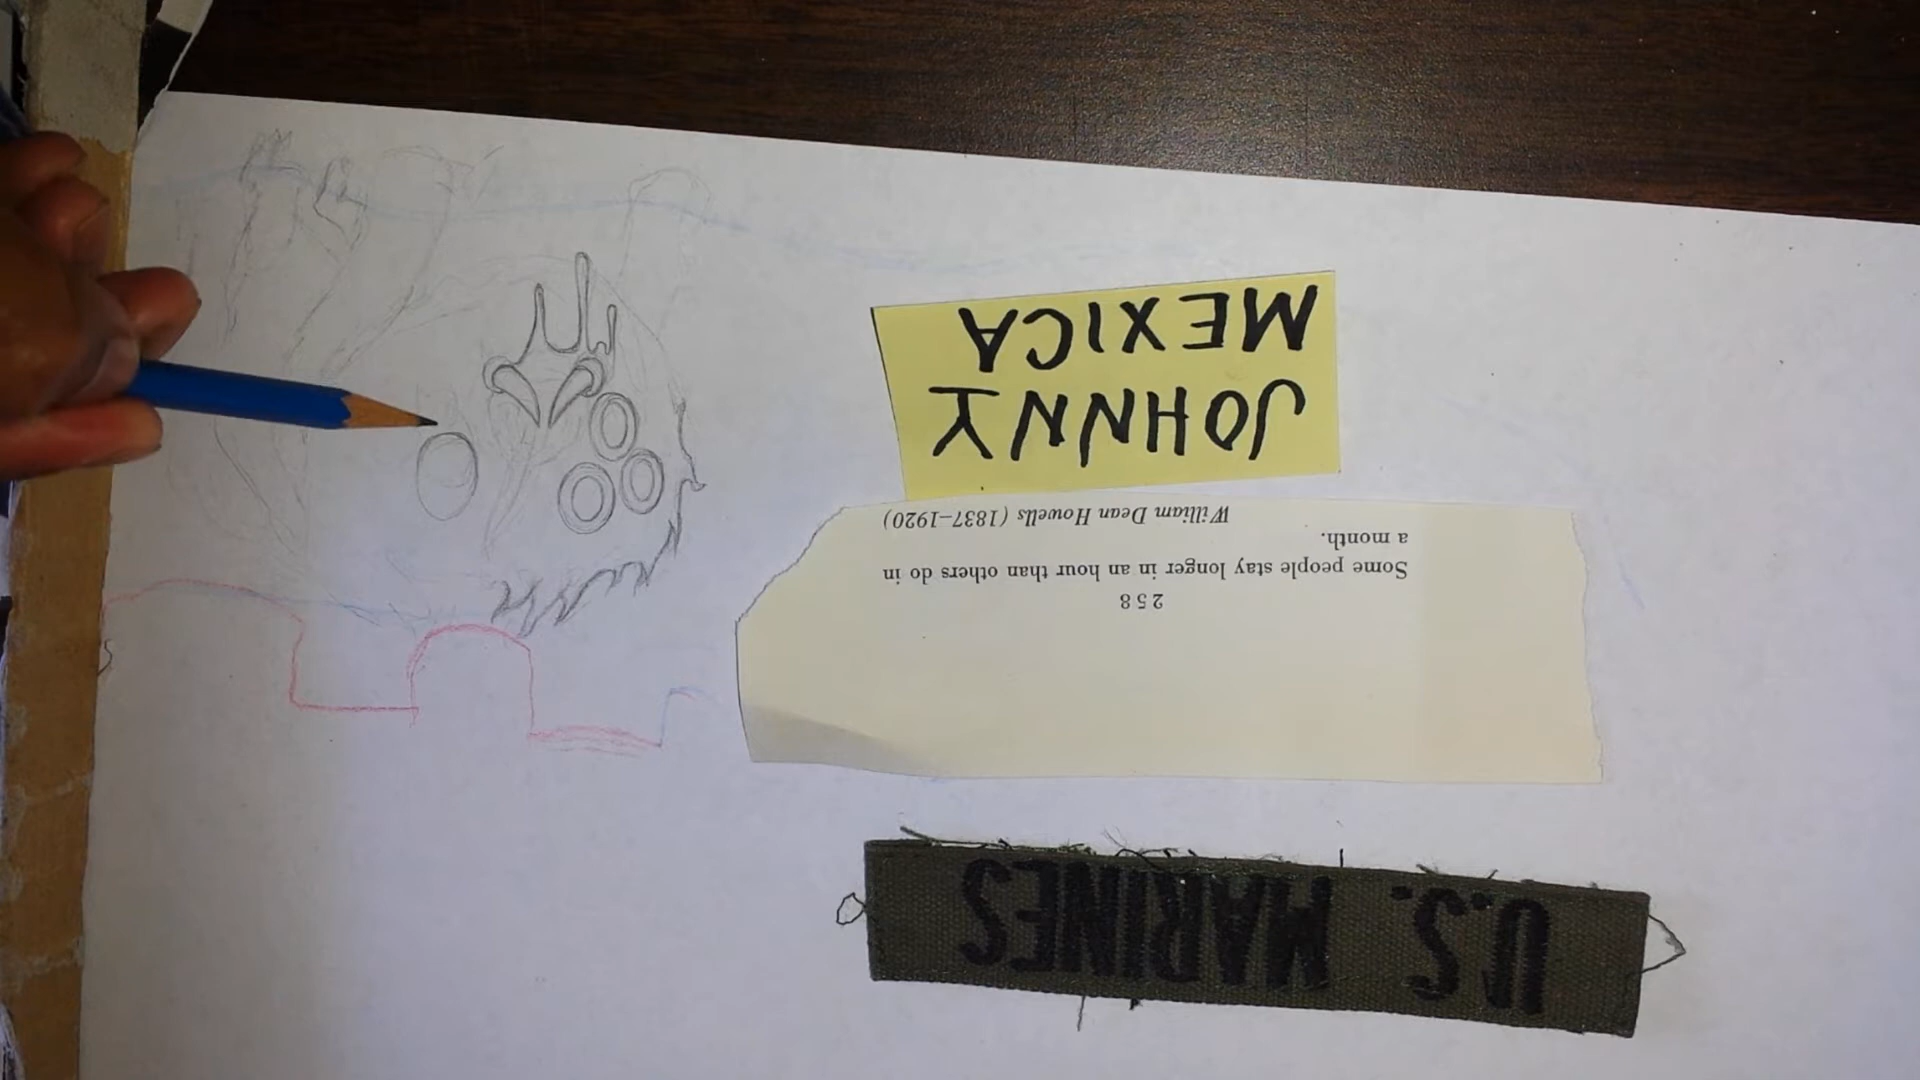 U.S. MARINES
258
Some people stay longer in an hour than others do in
a month.
William Dean Howells (1837–1920)
JOHNNY
MEXICA